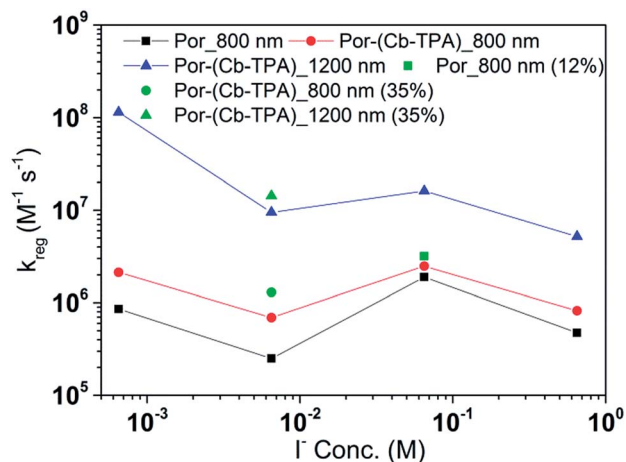 10⁹
Por_800 nm Por-(Cb-TPA)_800 nm
Por-(Cb-TPA)_1200 nm Por_800 nm (12%)
Por-(Cb-TPA)_800 nm (35%)
Por-(Cb-TPA)_1200 nm (35%)
10⁸
10⁷
10⁶
10⁵
k_reg (M⁻¹ s⁻¹)
10⁻³ 10⁻² 10⁻¹ 10⁰
I⁻ Conc. (M)